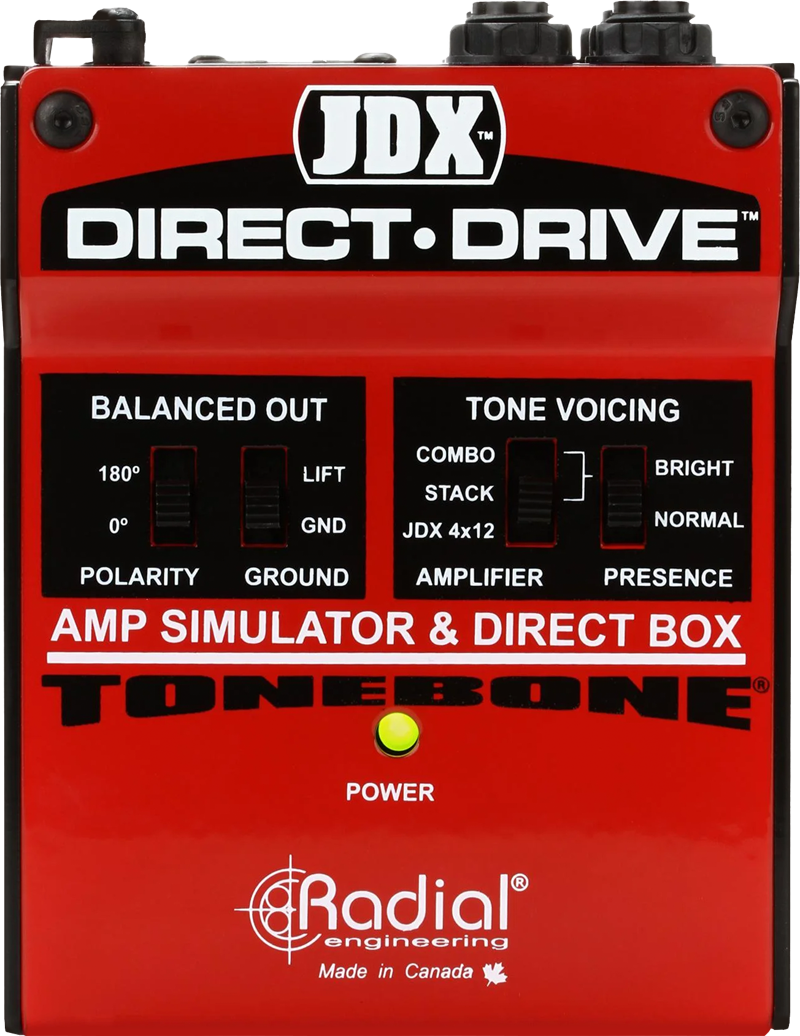 JDX™
DIRECT•DRIVE™
BALANCED OUT
180º
0º
LIFT
GND
POLARITY
GROUND
TONE VOICING
COMBO
STACK
JDX 4x12
BRIGHT
NORMAL
AMPLIFIER
PRESENCE
AMP SIMULATOR & DIRECT BOX
TONEBONE®
POWER
Radial®
engineering
Made in Canada